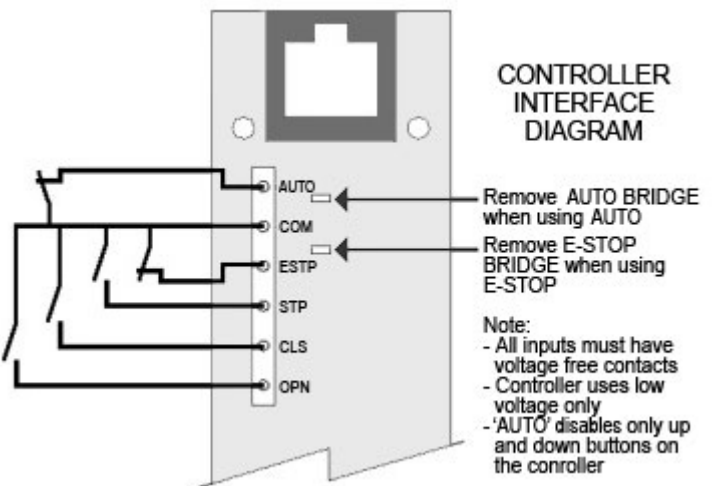 CONTROLLER
INTERFACE
DIAGRAM
AUTO
COM
ESTP
STP
CLS
OPN
Remove AUTO BRIDGE
when using AUTO
Remove E-STOP
BRIDGE when using
E-STOP
Note:
- All inputs must have
voltage free contacts
- Controller uses low
voltage only
- 'AUTO' disables only up
and down buttons on
the conroller